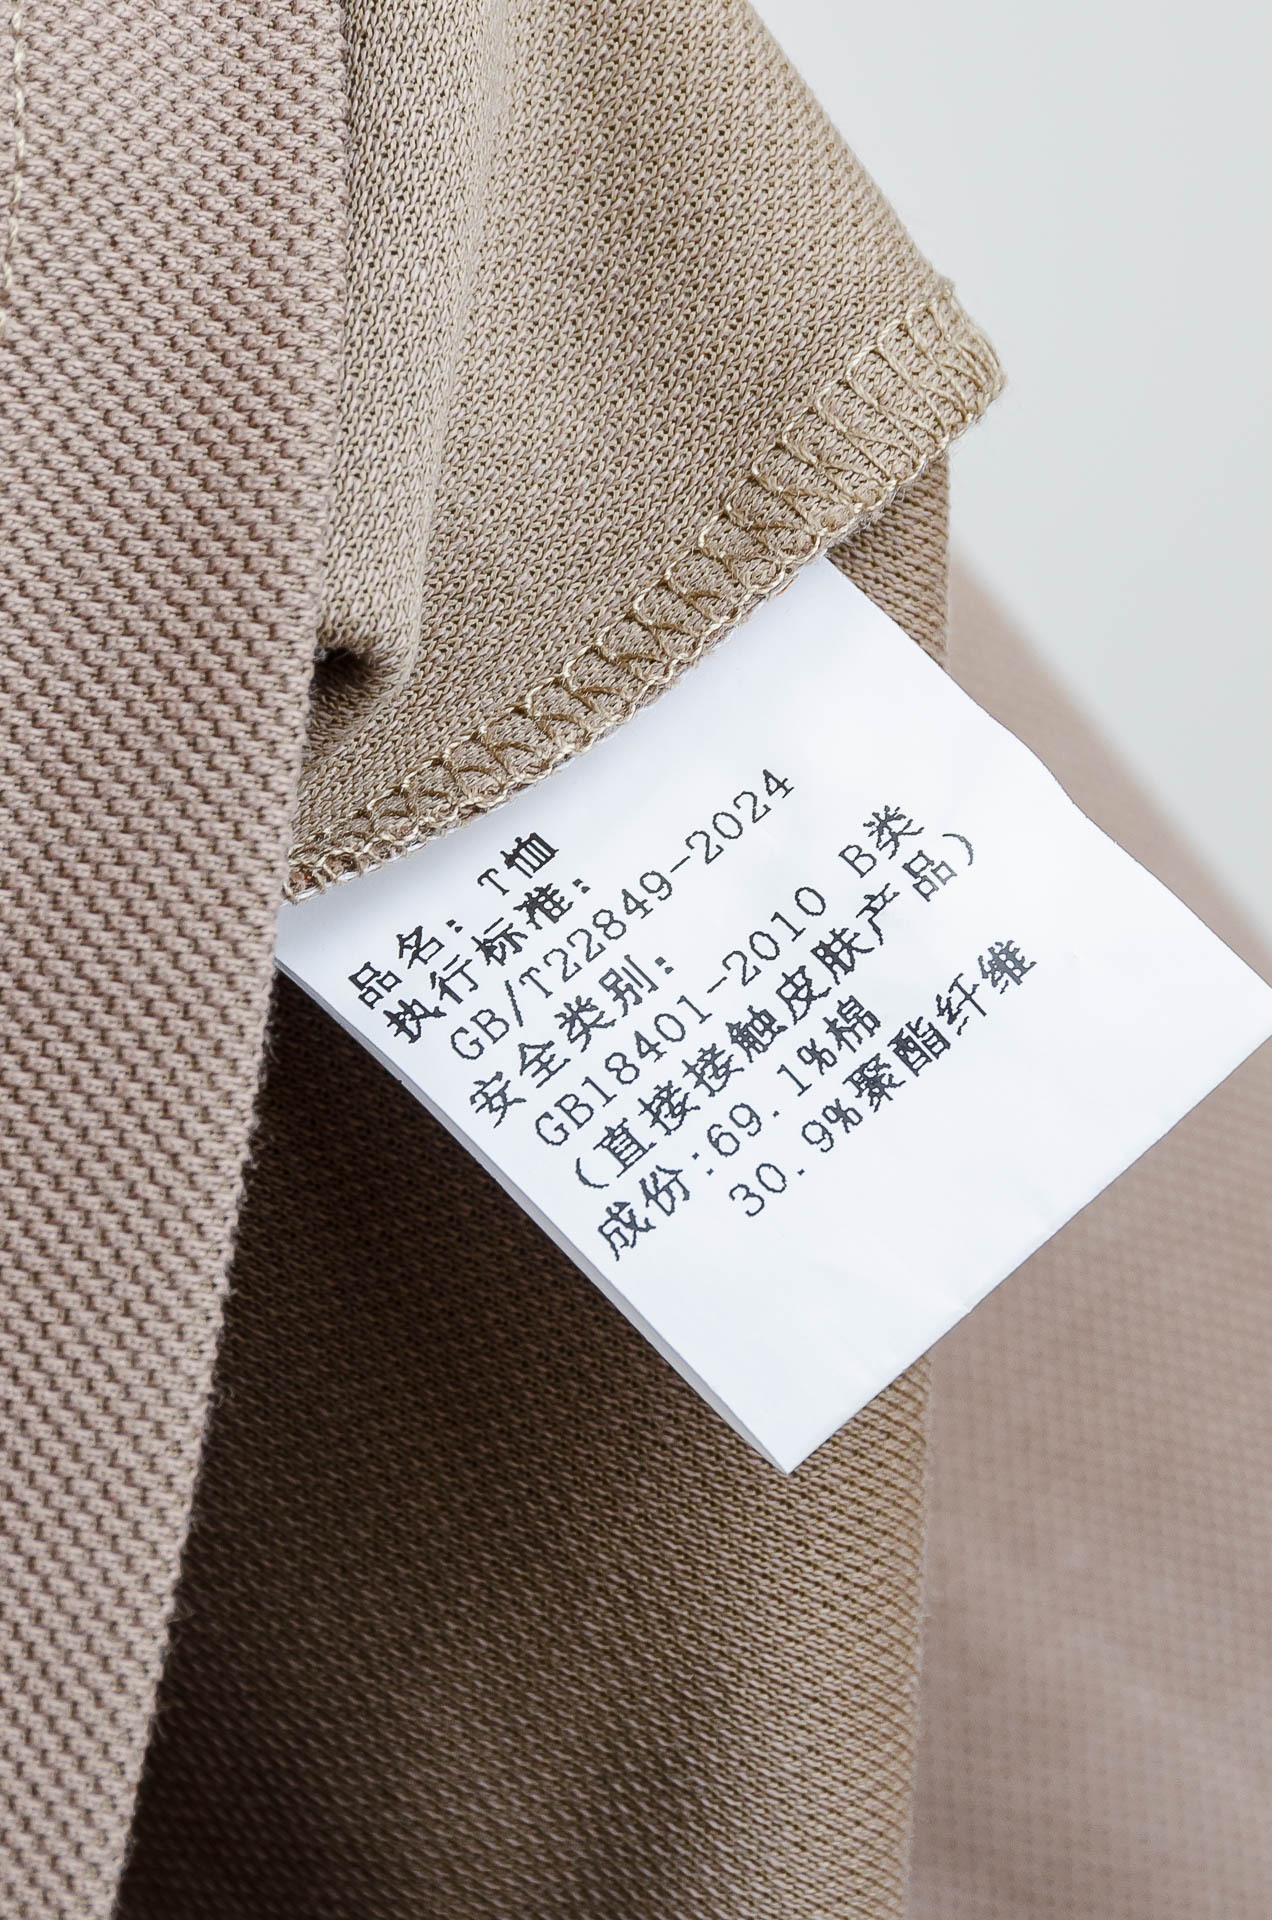 品名: T恤
执行标准:
GB/T22849-2024
安全类别:
GB18401-2010 B类
(直接接触皮肤产品)
成份:69.1%棉
30.9%聚酯纤维